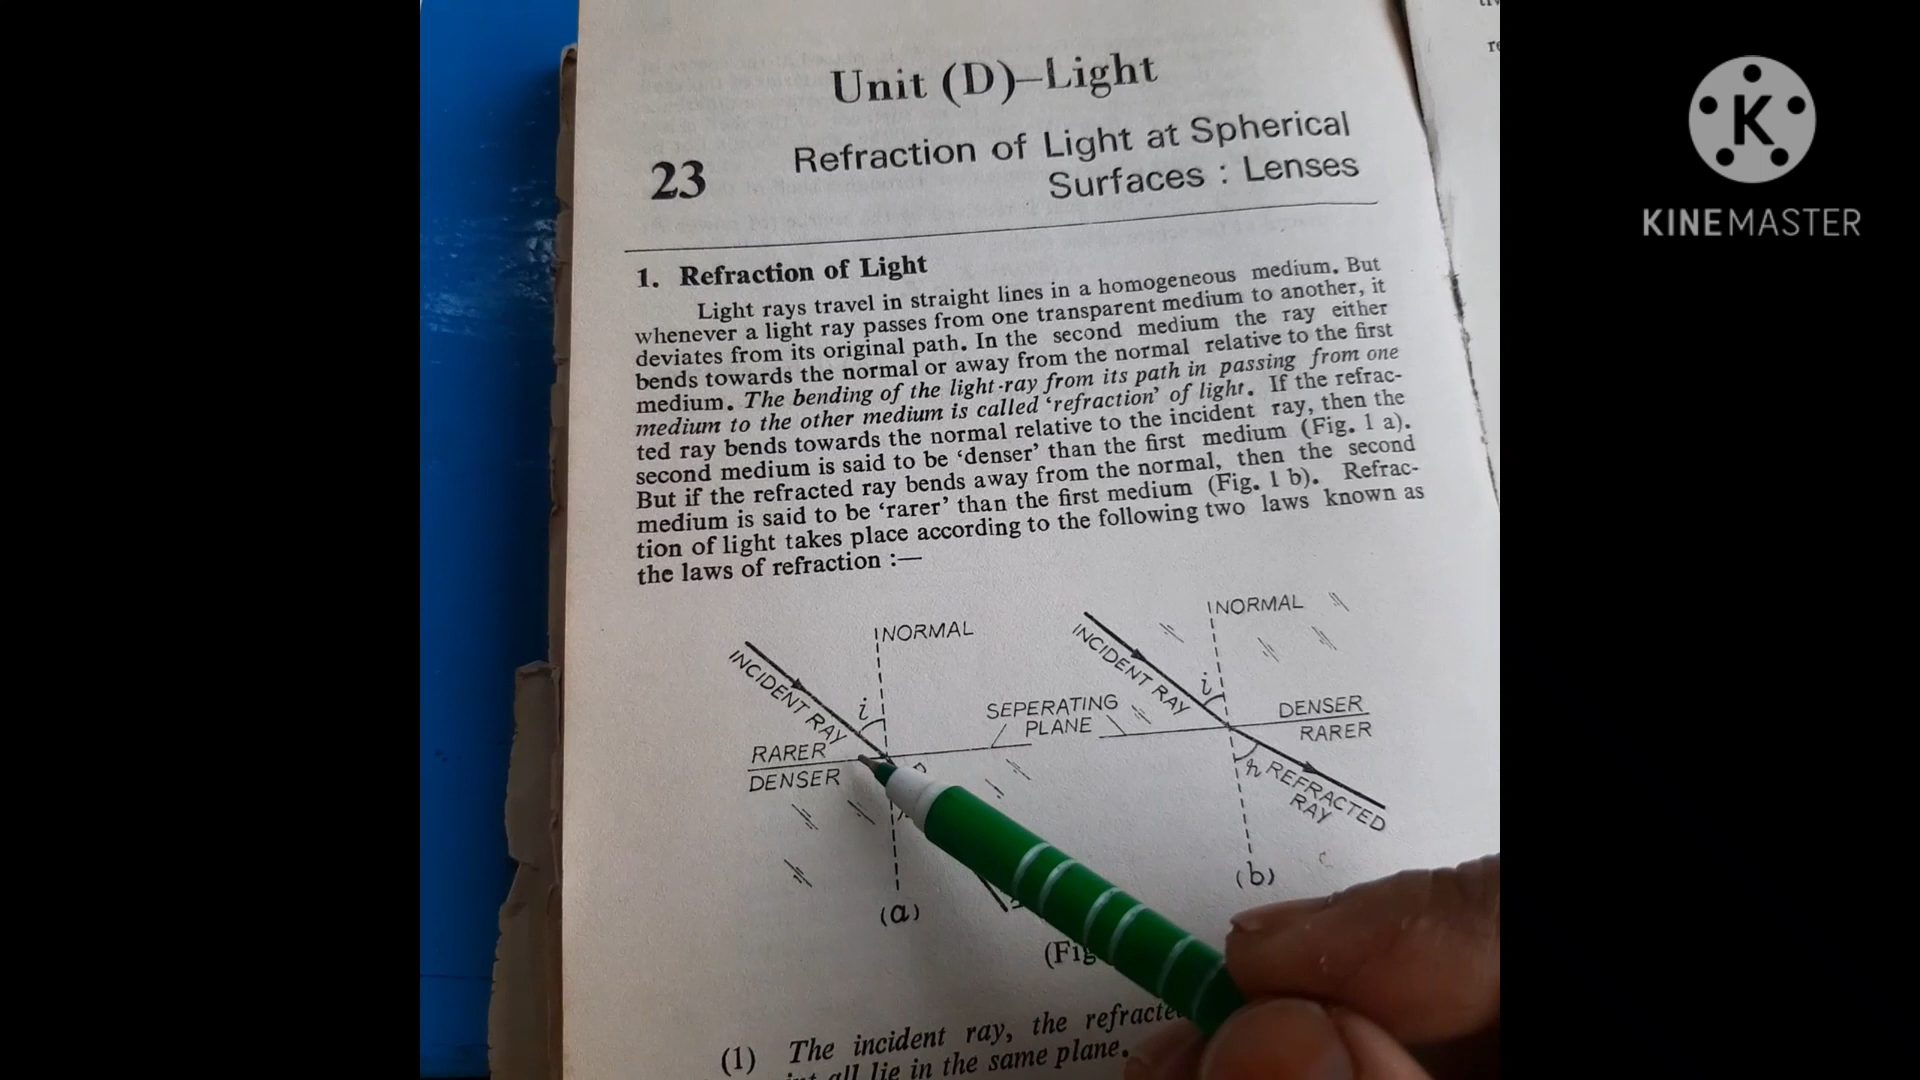 Unit (D)–Light
23
Refraction of Light at Spherical
Surfaces : Lenses
1. Refraction of Light
Light rays travel in straight lines in a homogeneous medium. But
whenever a light ray passes from one transparent medium to another, it
deviates from its original path. In the second medium the ray either
bends towards the normal or away from the normal relative to the first
medium. The bending of the light-ray from its path in passing from one
medium to the other medium is called ‘refraction’ of light. If the refrac-
ted ray bends towards the normal relative to the incident ray, then the
second medium is said to be ‘denser’ than the first medium (Fig. 1 a).
But if the refracted ray bends away from the normal, then the second
medium is said to be ‘rarer’ than the first medium (Fig. 1 b). Refrac-
tion of light takes place according to the following two laws known as
the laws of refraction :—
NORMAL
INCIDENT RAY
i
RARER
DENSER
(a)
SEPERATING
PLANE
NORMAL
INCIDENT RAY
i
DENSER
RARER
r
REFRACTED
RAY
(b)
(Fig
(1) The incident ray, the refracte
all lie in the same plane.
K
KINEMASTER